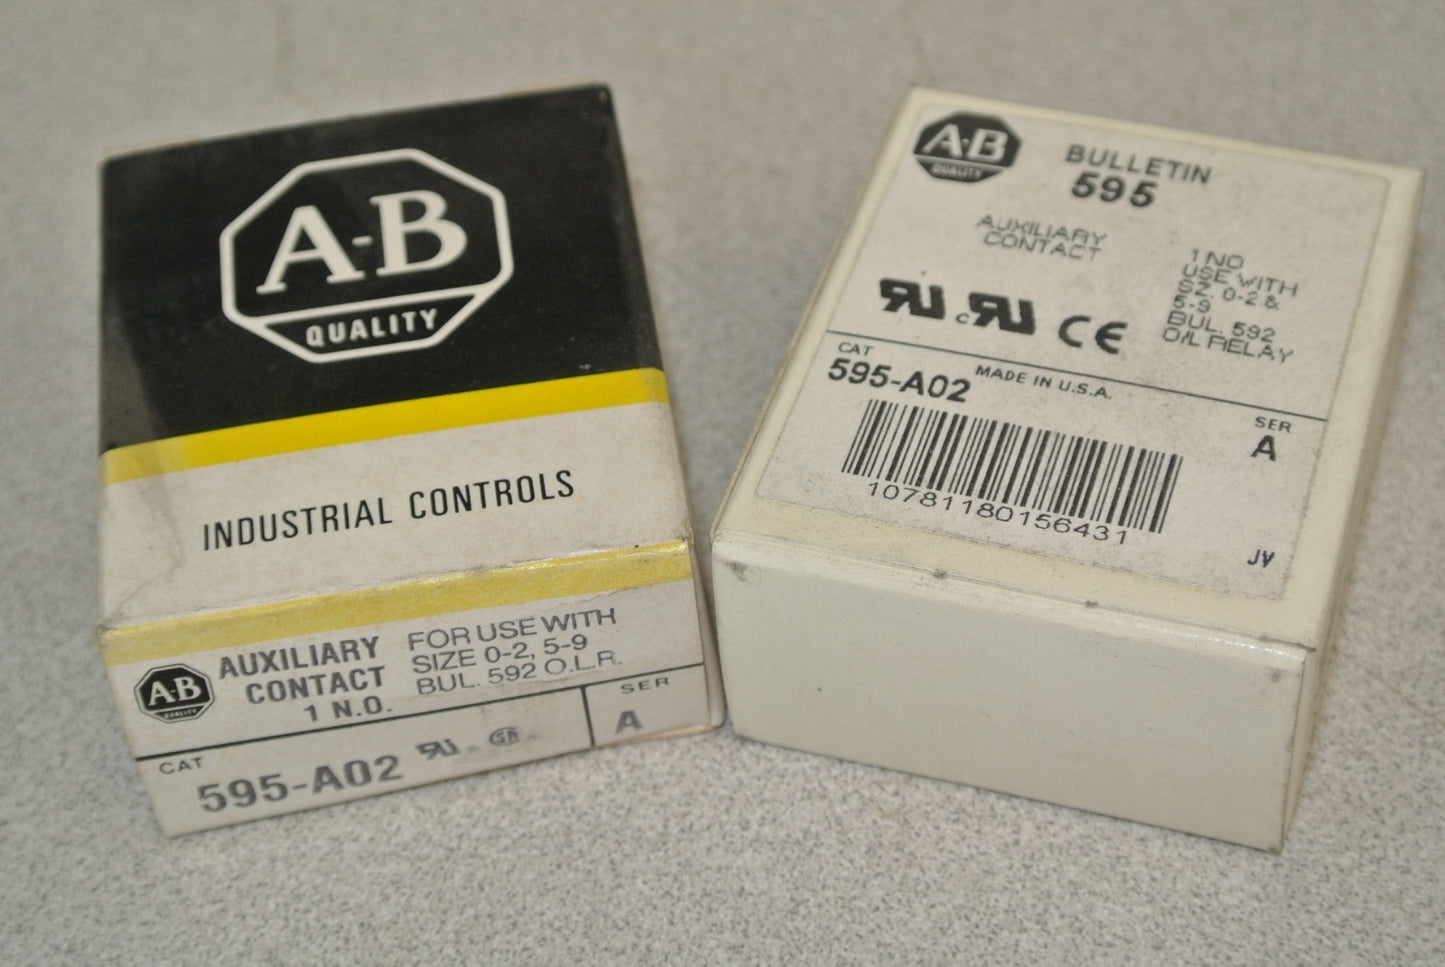 A-B
QUALITY
INDUSTRIAL CONTROLS
A-B
QUALITY
AUXILIARY
CONTACT
1 N.O.
FOR USE WITH
SIZE 0-2, 5-9
BUL. 592 O.L.R.
CAT
595-A02
SER
A
A-B
QUALITY
BULLETIN
595
AUXILIARY
CONTACT
1 NO
USE WITH
SZ. 0-2 &
5-9
BUL. 592
O/L RELAY
c
CE
CAT
595-A02
MADE IN U.S.A.
SER
A
10781180156431
JV